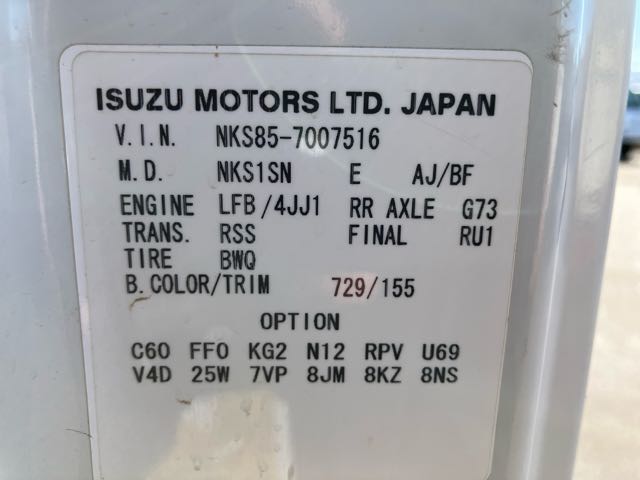 ISUZU MOTORS LTD. JAPAN
V.I.N. NKS85-7007516
M.D. NKS1SN E AJ/BF
ENGINE LFB/4JJ1 RR AXLE G73
TRANS. RSS FINAL RU1
TIRE BWQ
B.COLOR/TRIM 729/155
OPTION
C60 FF0 KG2 N12 RPV U69
V4D 25W 7VP 8JM 8KZ 8NS